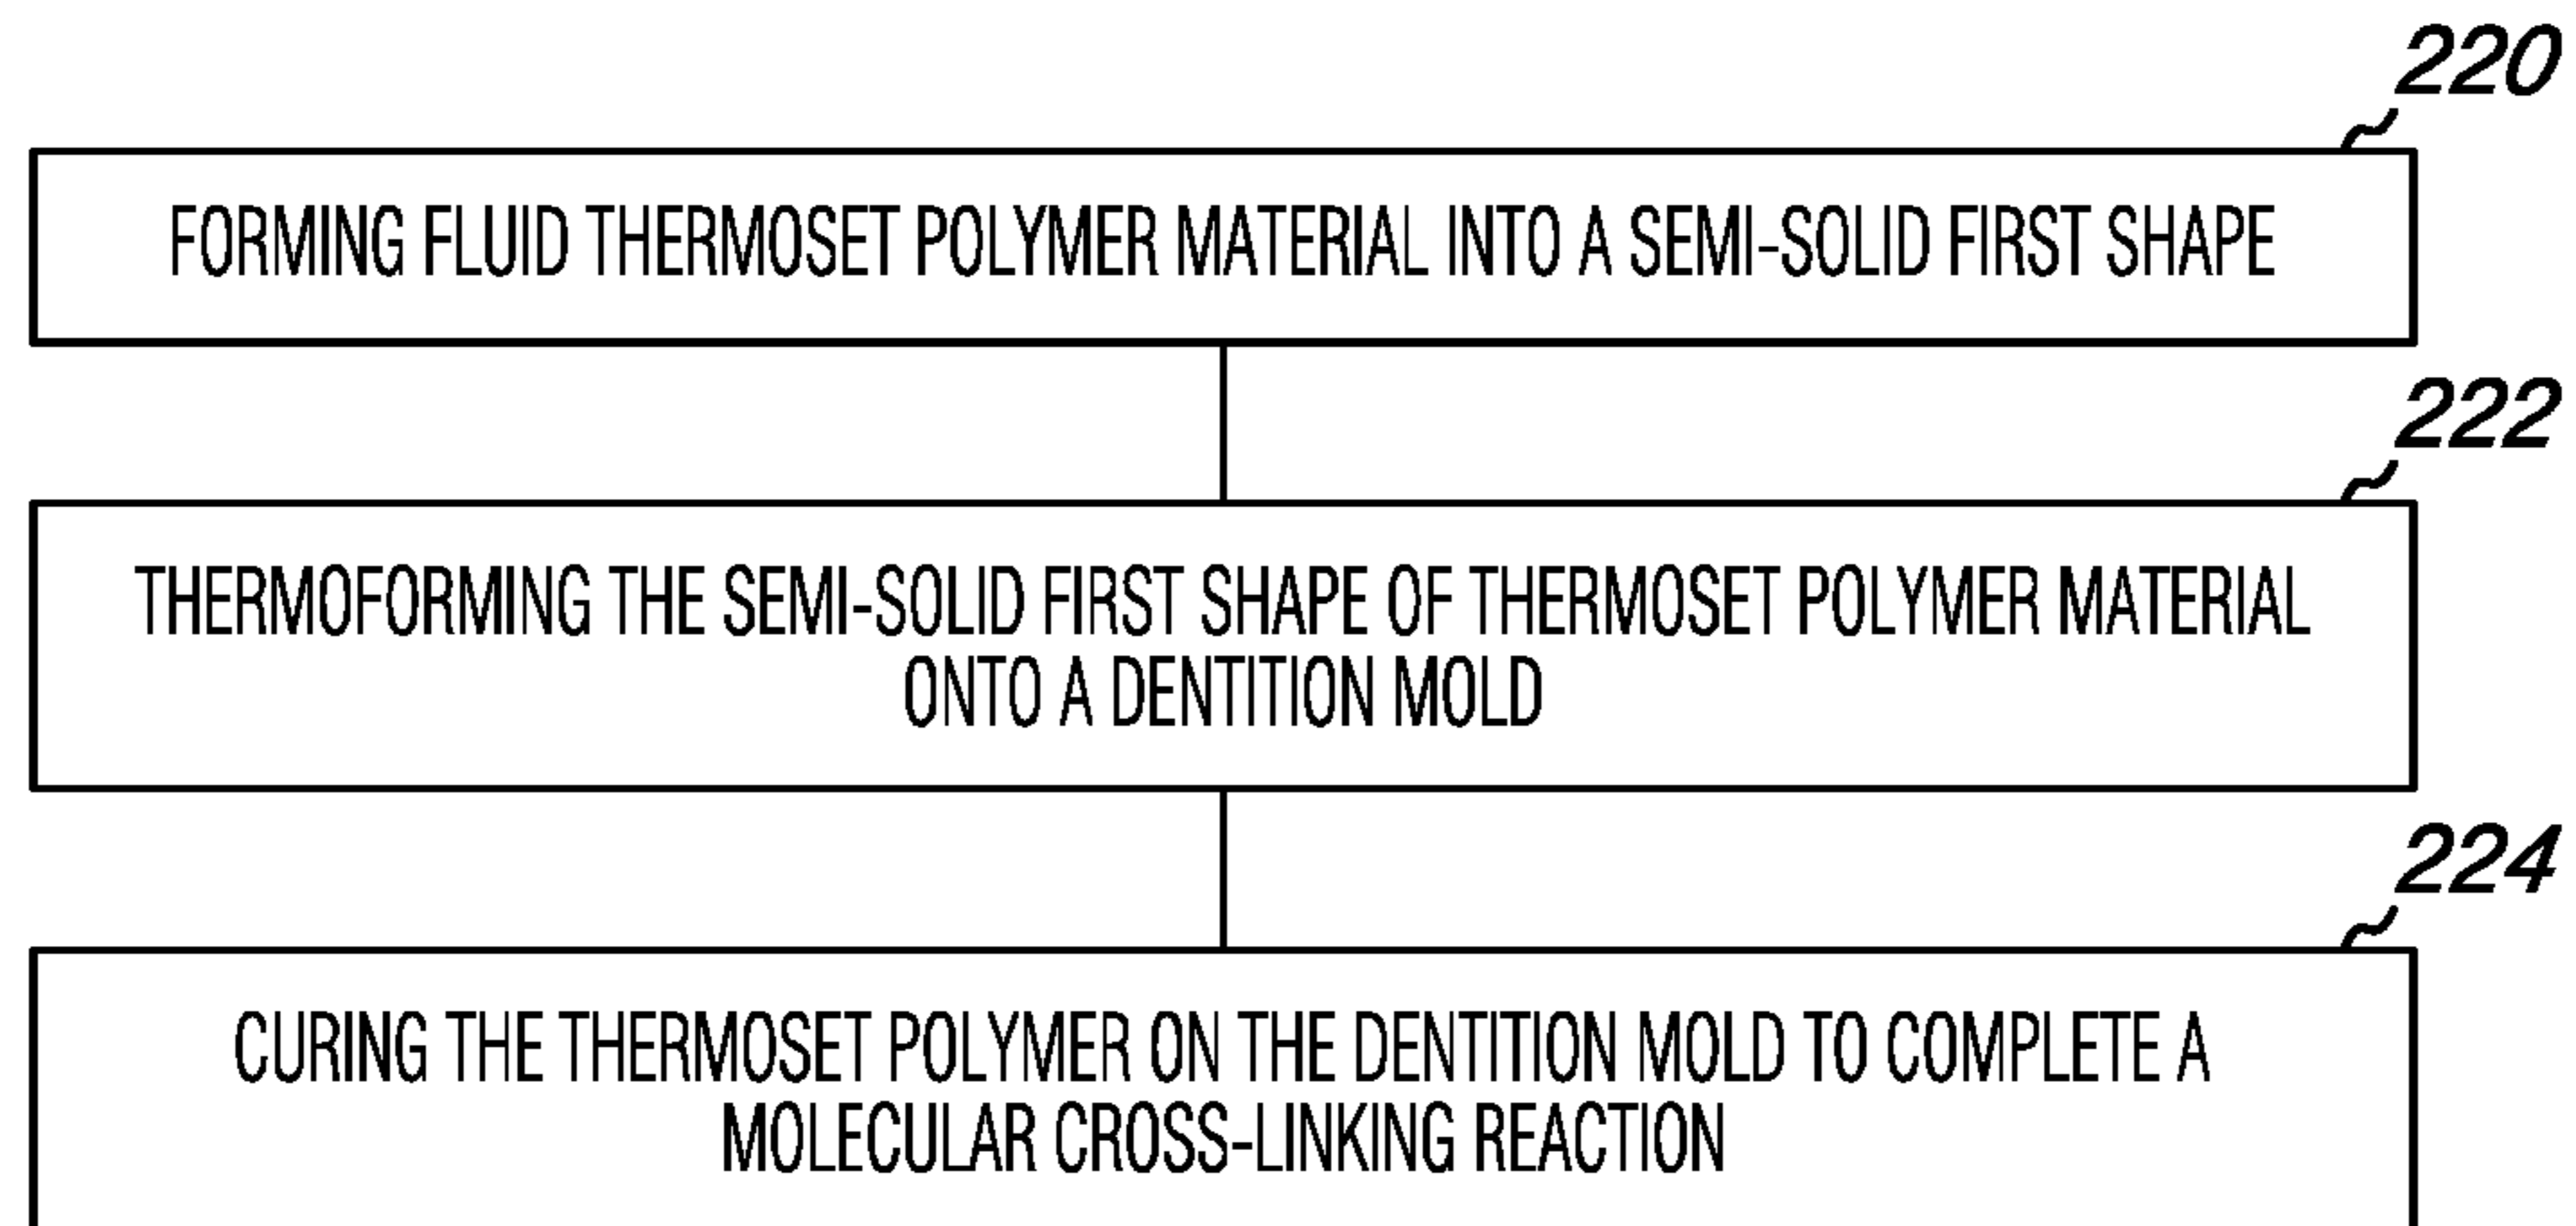 220
FORMING FLUID THERMOSET POLYMER MATERIAL INTO A SEMI-SOLID FIRST SHAPE
222
THERMOFORMING THE SEMI-SOLID FIRST SHAPE OF THERMOSET POLYMER MATERIAL
ONTO A DENTITION MOLD
224
CURING THE THERMOSET POLYMER ON THE DENTITION MOLD TO COMPLETE A
MOLECULAR CROSS-LINKING REACTION